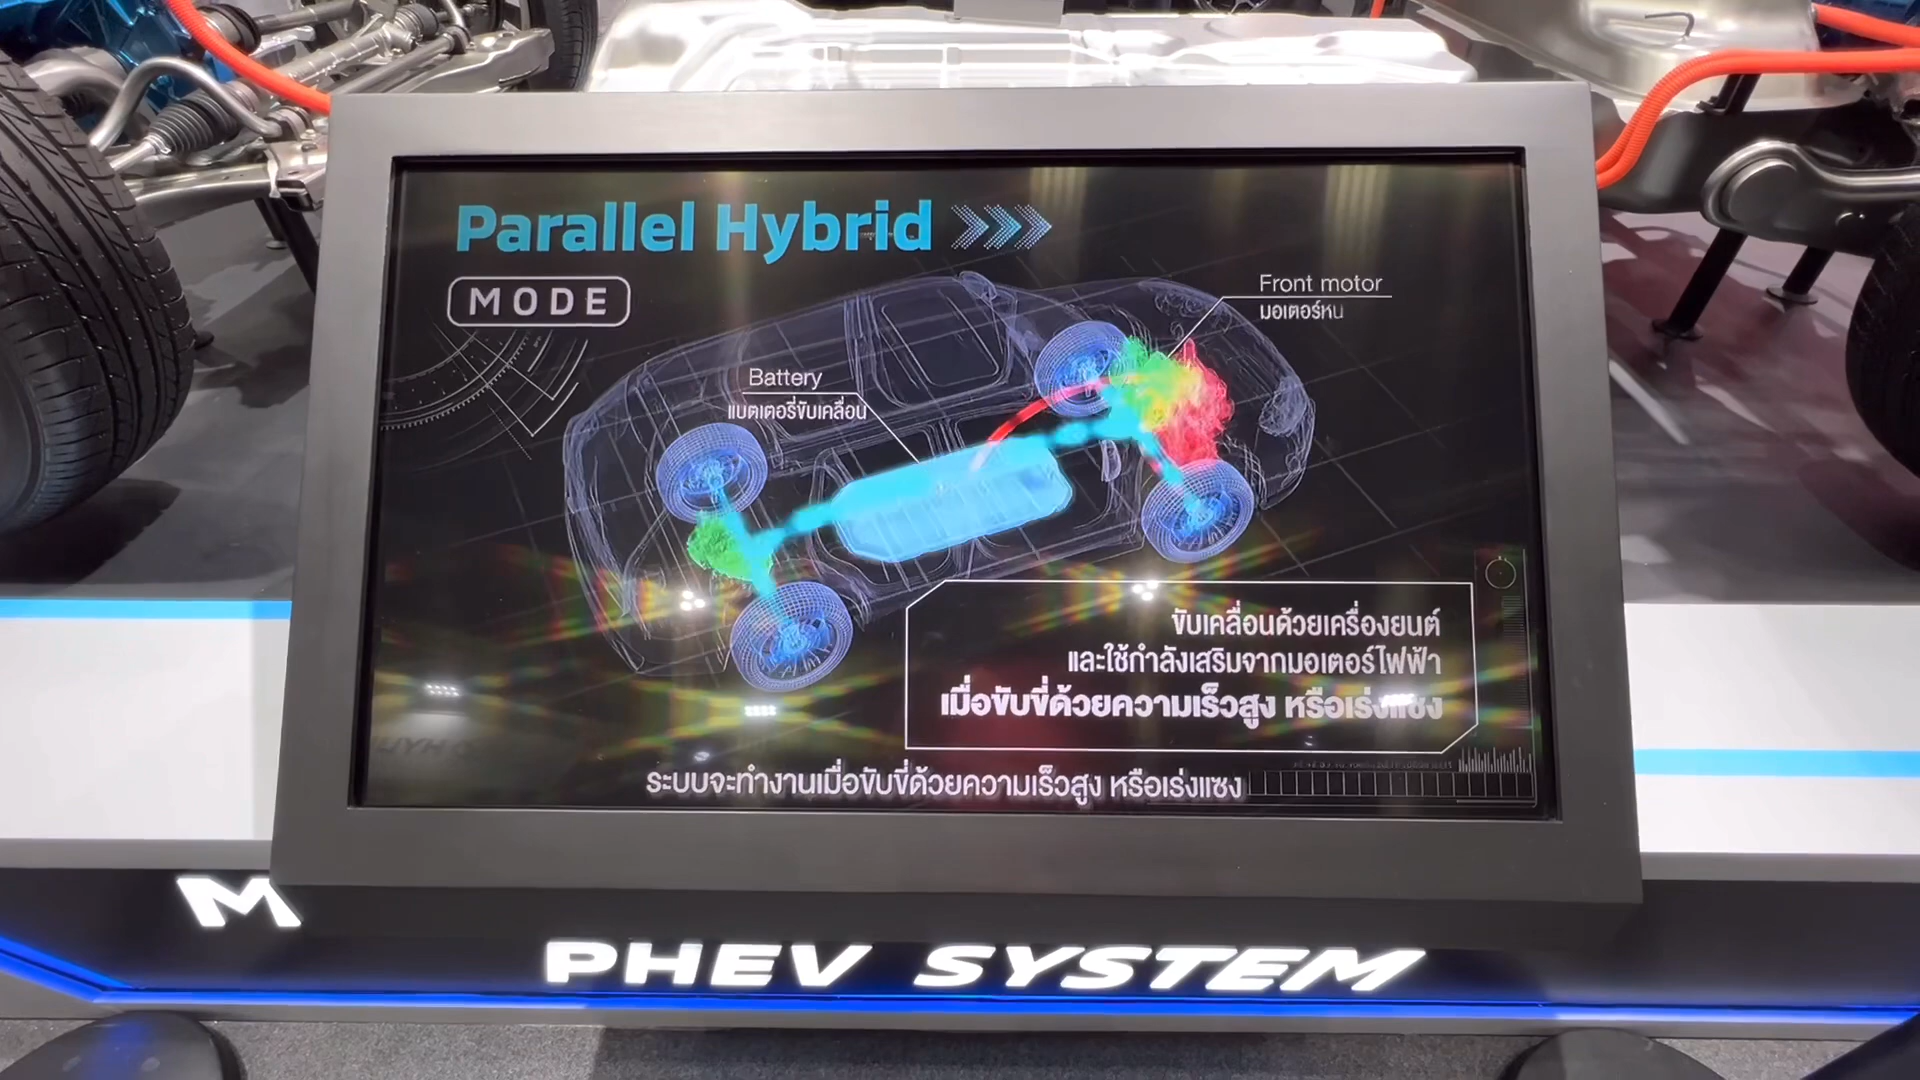 Parallel Hybrid
MODE
Front motor
มอเตอร์หน
Battery
แบตเตอรี่ขับเคลื่อน
ขับเคลื่อนด้วยเครื่องยนต์
และใช้กำลังเสริมจากมอเตอร์ไฟฟ้า
เมื่อขับขี่ด้วยความเร็วสูง หรือเร่งแซง
ระบบจะทำงานเมื่อขับขี่ด้วยความเร็วสูง หรือเร่งแซง
M
PHEV SYSTEM